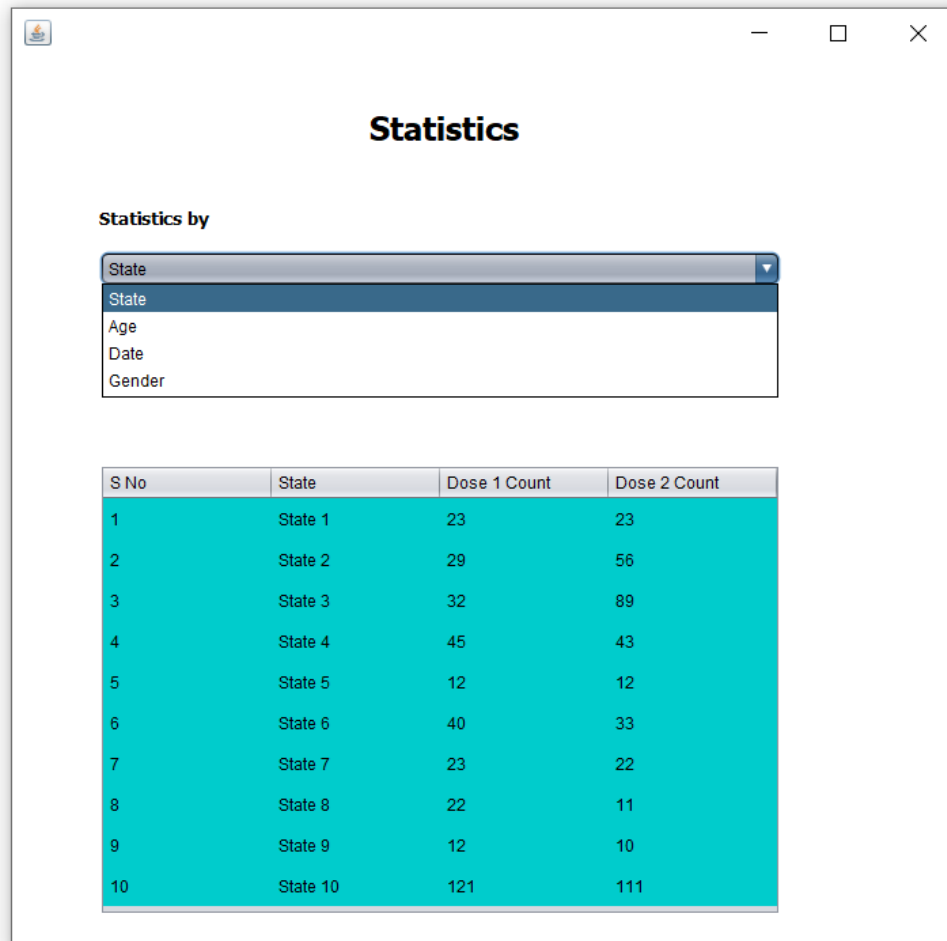 Statistics
Statistics by
State
State
Age
Date
Gender
S No State Dose 1 Count Dose 2 Count
1 State 1 23 23
2 State 2 29 56
3 State 3 32 89
4 State 4 45 43
5 State 5 12 12
6 State 6 40 33
7 State 7 23 22
8 State 8 22 11
9 State 9 12 10
10 State 10 121 111